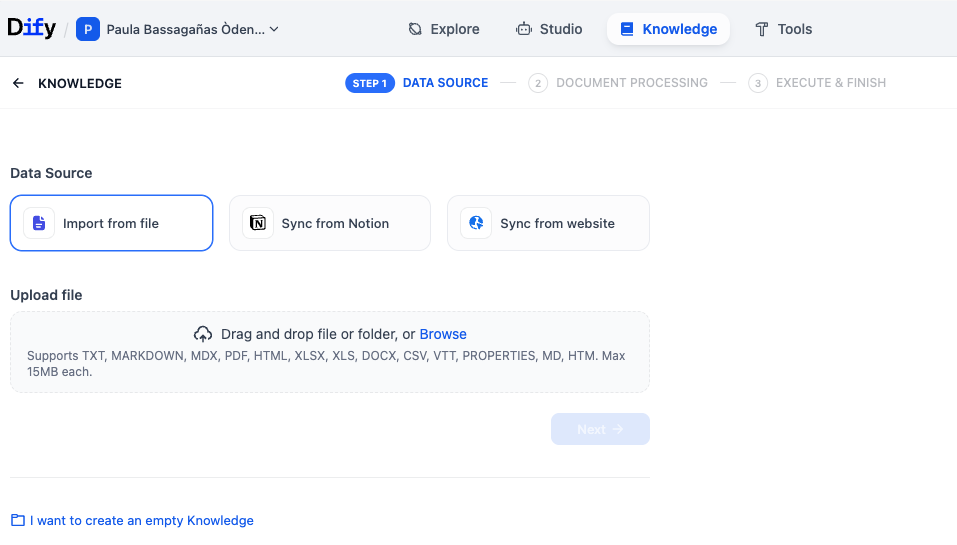 Dify / P Paula Bassagañas Òden... Explore Studio Knowledge Tools
KNOWLEDGE STEP 1 DATA SOURCE 2 DOCUMENT PROCESSING 3 EXECUTE & FINISH
Data Source
Import from file Sync from Notion Sync from website
Upload file
Drag and drop file or folder, or Browse
Supports TXT, MARKDOWN, MDX, PDF, HTML, XLSX, XLS, DOCX, CSV, VTT, PROPERTIES, MD, HTM. Max
15MB each.
Next →
I want to create an empty Knowledge